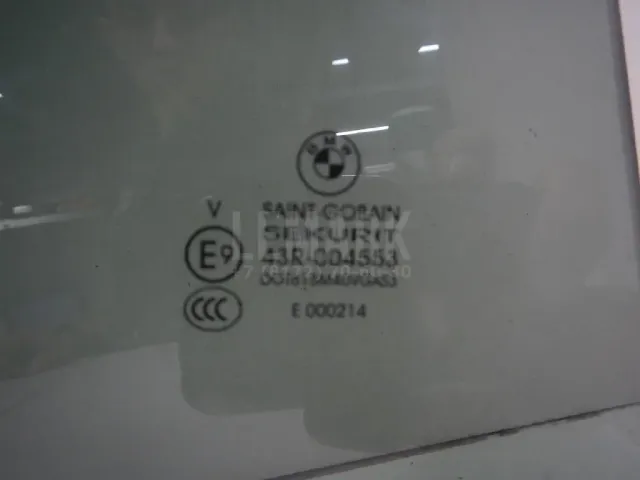 BMW
V
SAINT-GOBAIN
SEKURIT
E9
43R-004553
CCC
E 000214